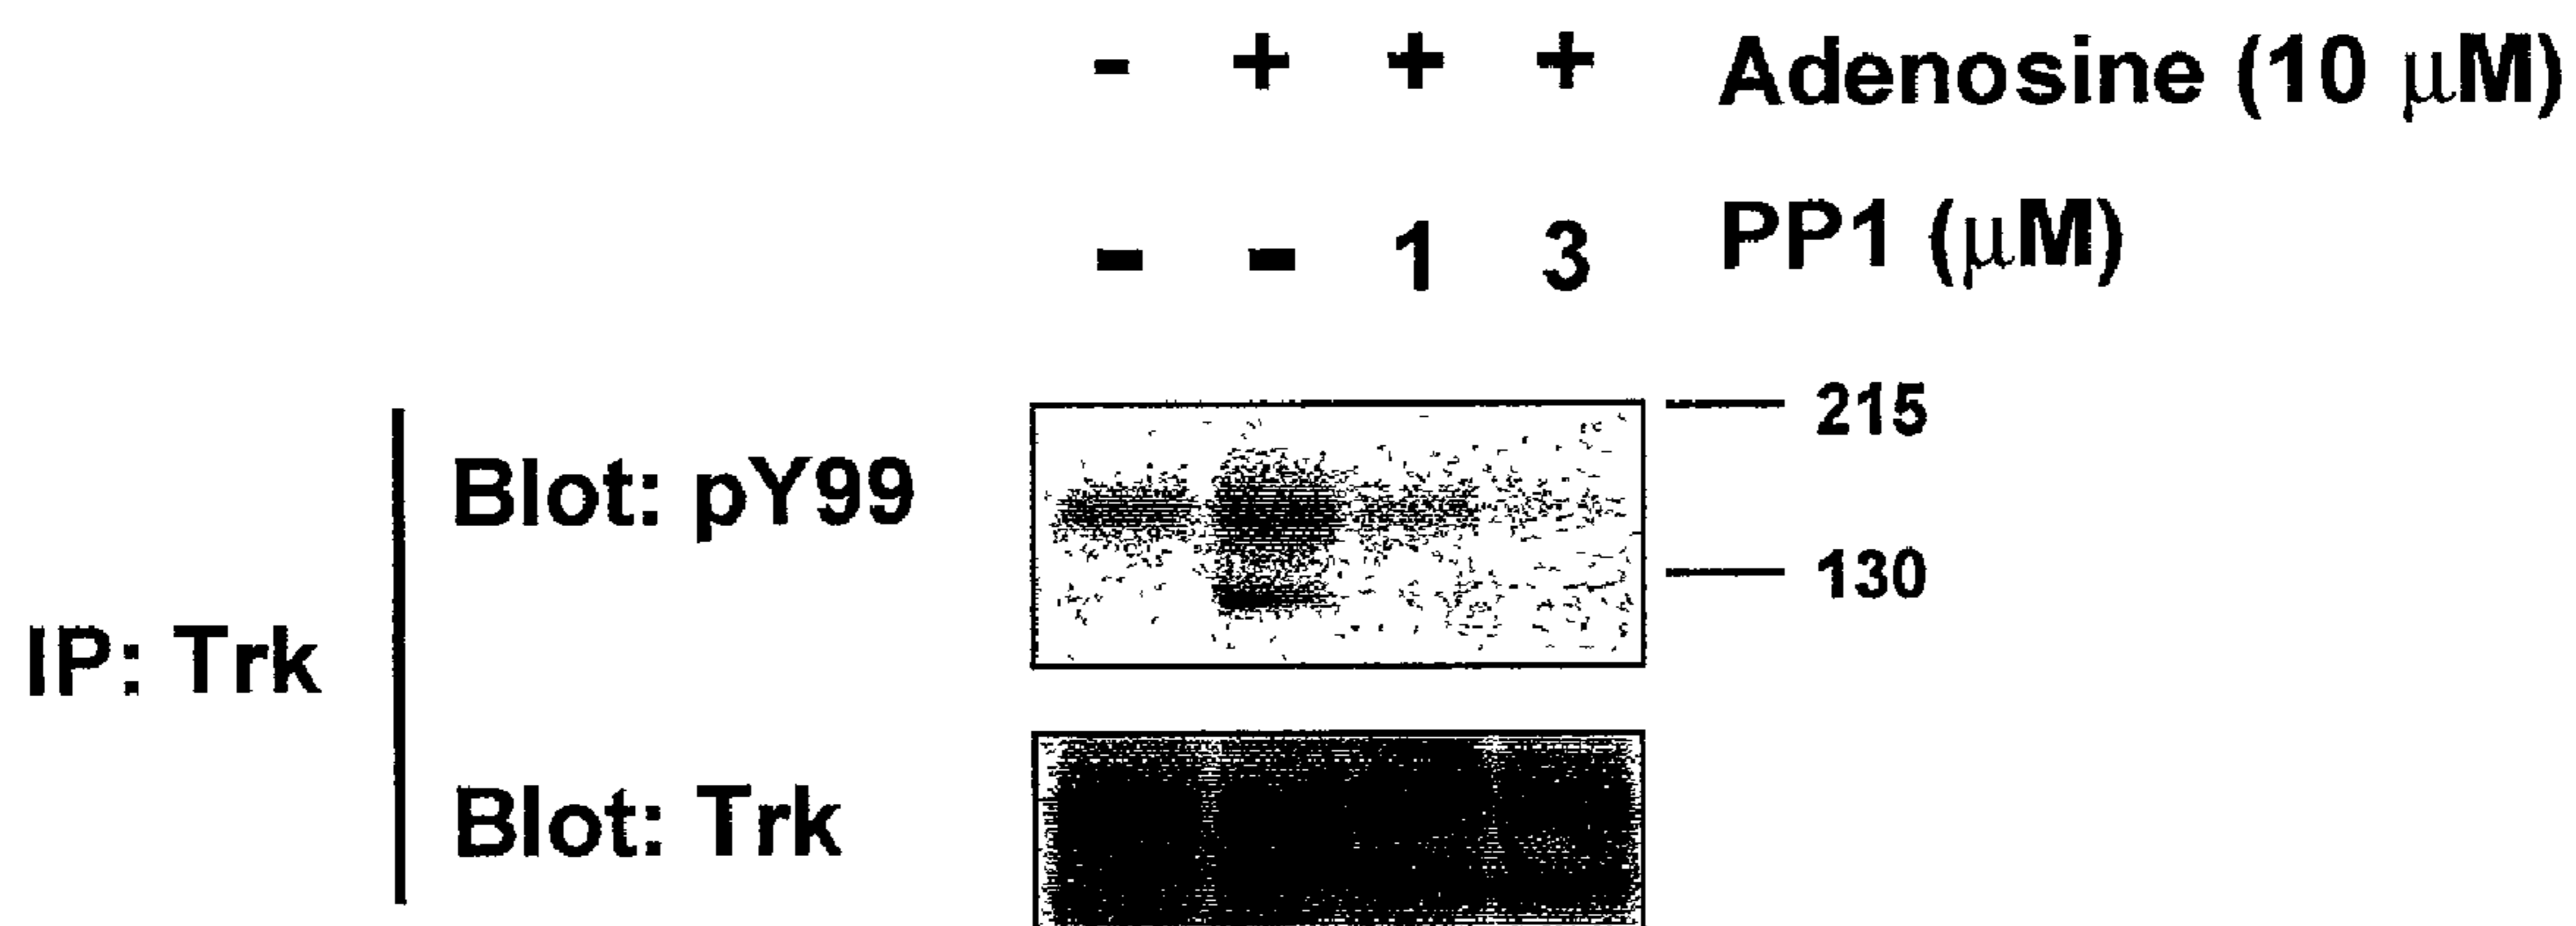 - + + + Adenosine (10 μM)
- - 1 3 PP1 (μM)
215
Blot: pY99
130
IP: Trk
Blot: Trk